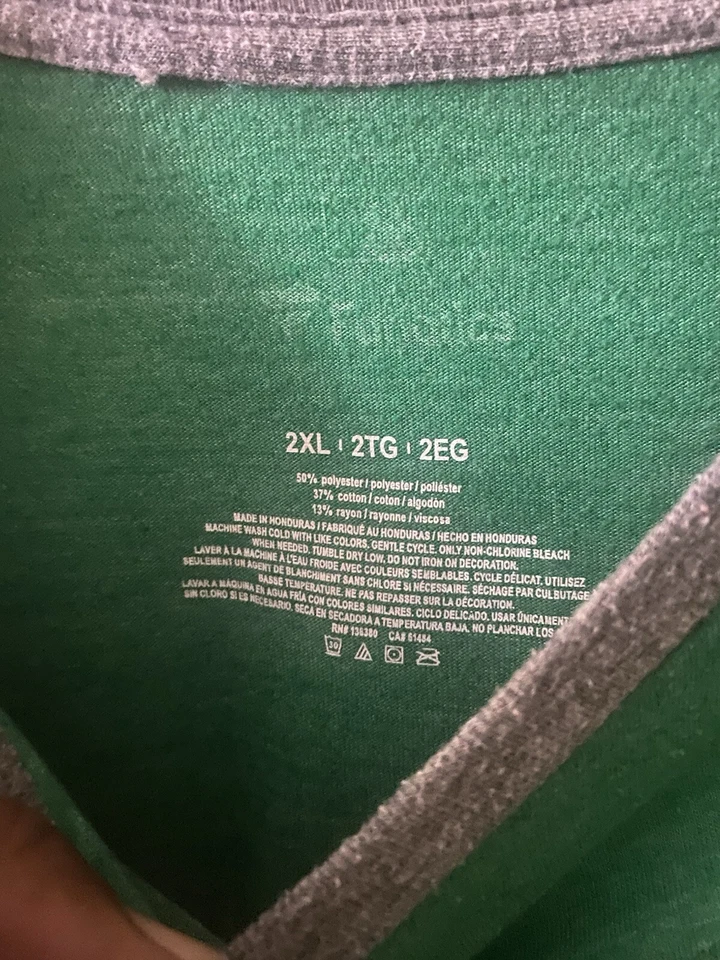 Fanatics
2XL | 2TG | 2EG
50% polyester / polyester / poliéster
37% cotton / coton / algodón
13% rayon / rayonne / viscosa
MADE IN HONDURAS / FABRIQUÉ AU HONDURAS / HECHO EN HONDURAS
MACHINE WASH COLD WITH LIKE COLORS. GENTLE CYCLE. ONLY NON-CHLORINE BLEACH
WHEN NEEDED. TUMBLE DRY LOW. DO NOT IRON ON DECORATION.
LAVER À LA MACHINE À L'EAU FROIDE AVEC COULEURS SEMBLABLES. CYCLE DÉLICAT. UTILISEZ
SEULEMENT UN AGENT DE BLANCHIMENT SANS CHLORE SI NÉCESSAIRE. SÉCHAGE PAR CULBUTAGE
BASSE TEMPÉRATURE. NE PAS REPASSER SUR LA DÉCORATION.
LAVAR A MÁQUINA EN AGUA FRÍA CON COLORES SIMILARES. CICLO DELICADO. USAR ÚNICAMENT
SIN CLORO SI ES NECESARIO. SECA EN SECADORA A TEMPERATURA BAJA. NO PLANCHAR LOS
RN# 136380 CA# 51484
30